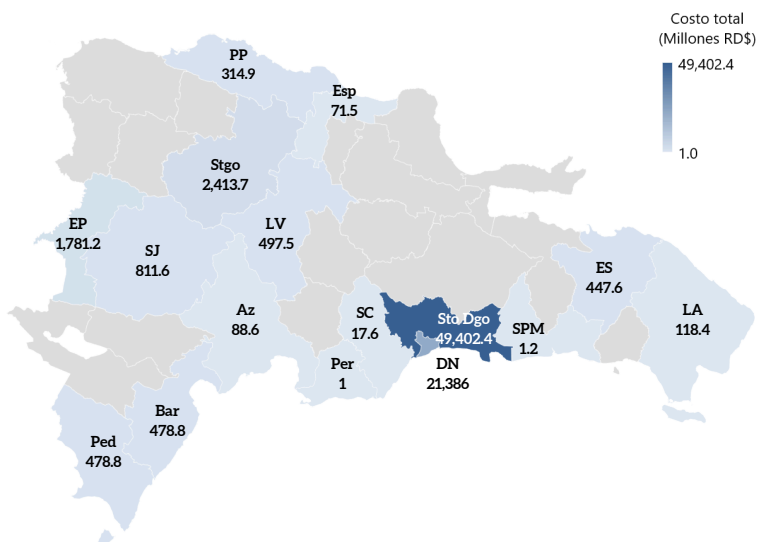 Costo total
(Millones RD$)
49,402.4
1.0
PP
314.9
Esp
71.5
Stgo
2,413.7
EP
1,781.2
SJ
811.6
LV
497.5
ES
447.6
Az
88.6
SC
17.6
Sto.Dgo
49,402.4
SPM
1.2
LA
118.4
Per
1
DN
21,386
Bar
478.8
Ped
478.8